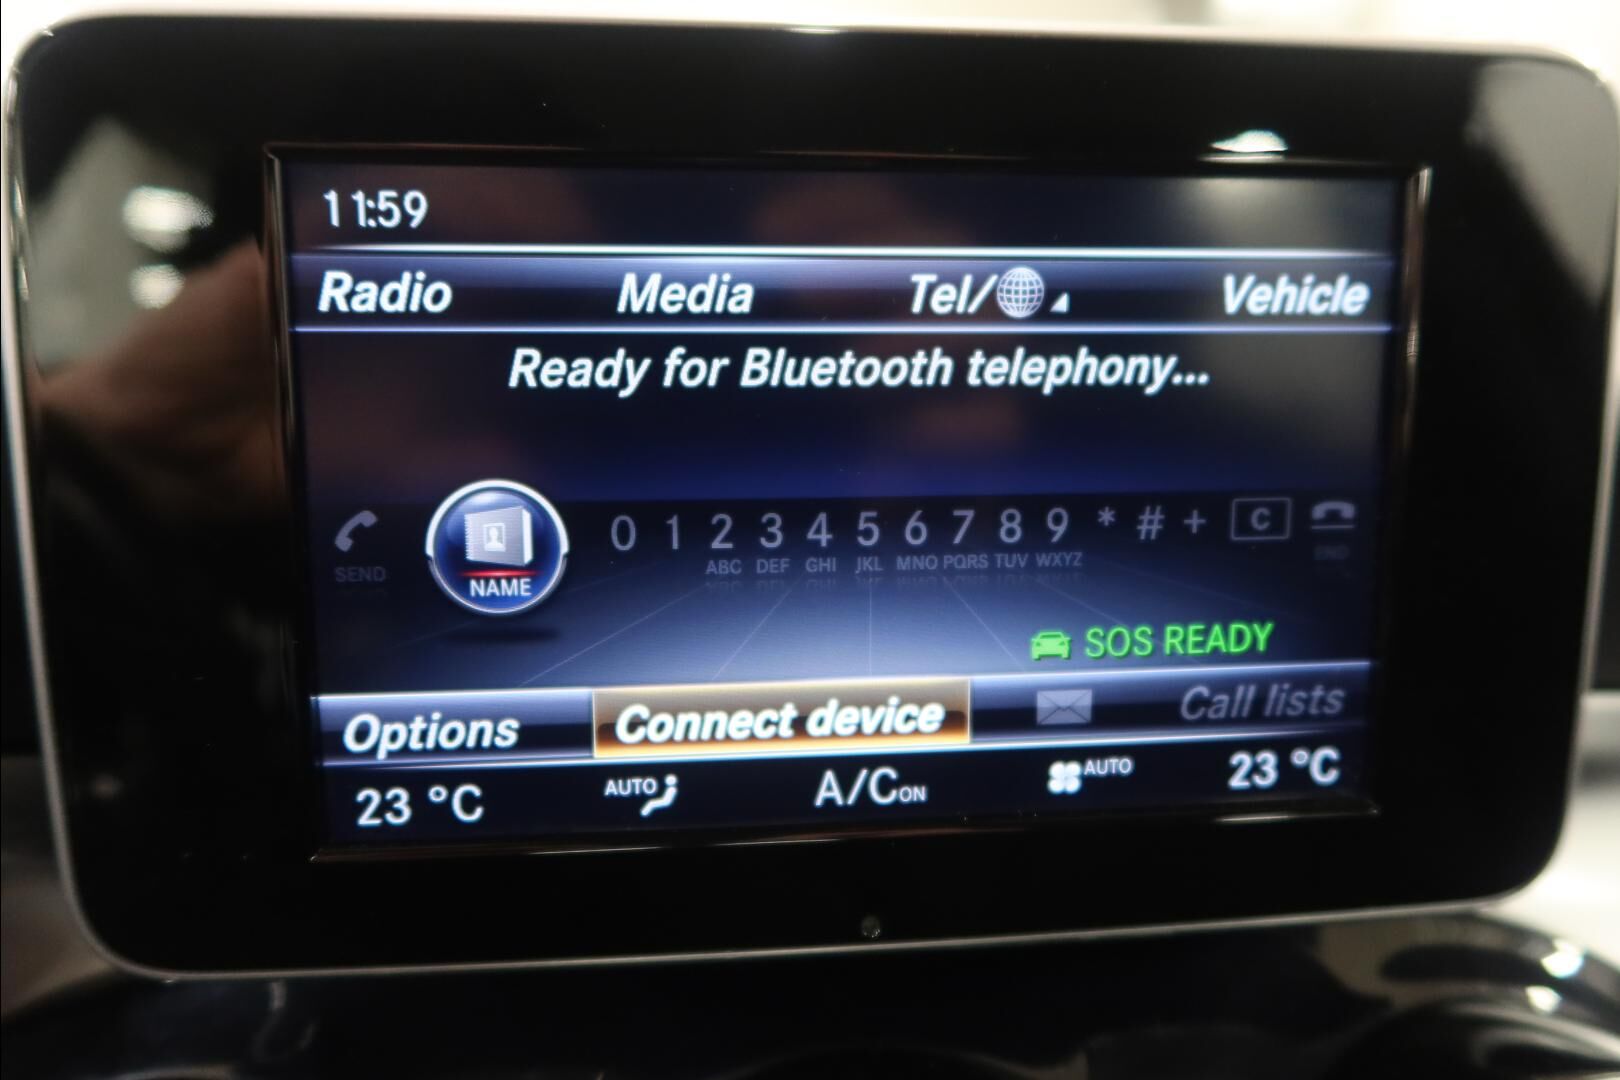 11:59
Radio Media Tel/ Vehicle
Ready for Bluetooth telephony...
0 1 2 3 4 5 6 7 8 9 * # + C
SEND ABC DEF GHI JKL MNO PQRS TUV WXYZ END
NAME
SOS READY
Options Connect device Call lists
23 °C AUTO A/C ON AUTO 23 °C